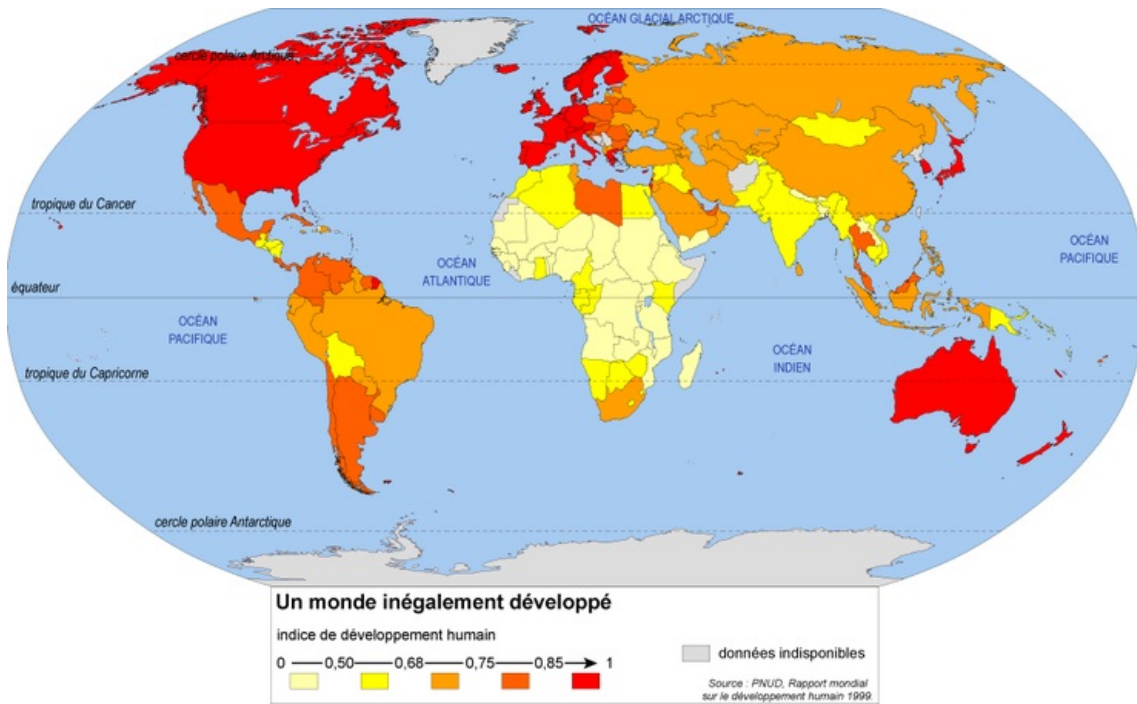 OCÉAN GLACIAL ARCTIQUE
cercle polaire Arctique
tropique du Cancer
OCÉAN
PACIFIQUE
OCÉAN
ATLANTIQUE
équateur
OCÉAN
PACIFIQUE
OCÉAN
INDIEN
tropique du Capricorne
cercle polaire Antarctique
Un monde inégalement développé
indice de développement humain
0 0,50 0,68 0,75 0,85 1
données indisponibles
Source : PNUD, Rapport mondial
sur le développement humain 1999.